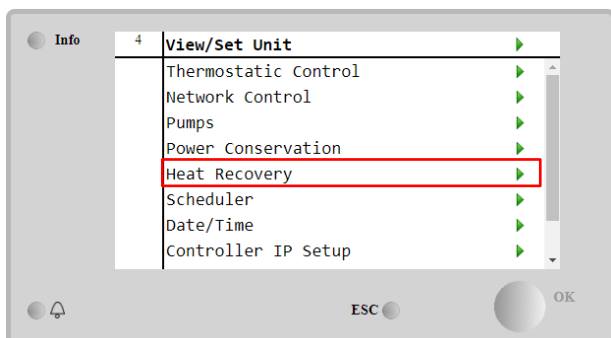 Info
4 View/Set Unit
Thermostatic Control
Network Control
Pumps
Power Conservation
Heat Recovery
Scheduler
Date/Time
Controller IP Setup
ESC
OK